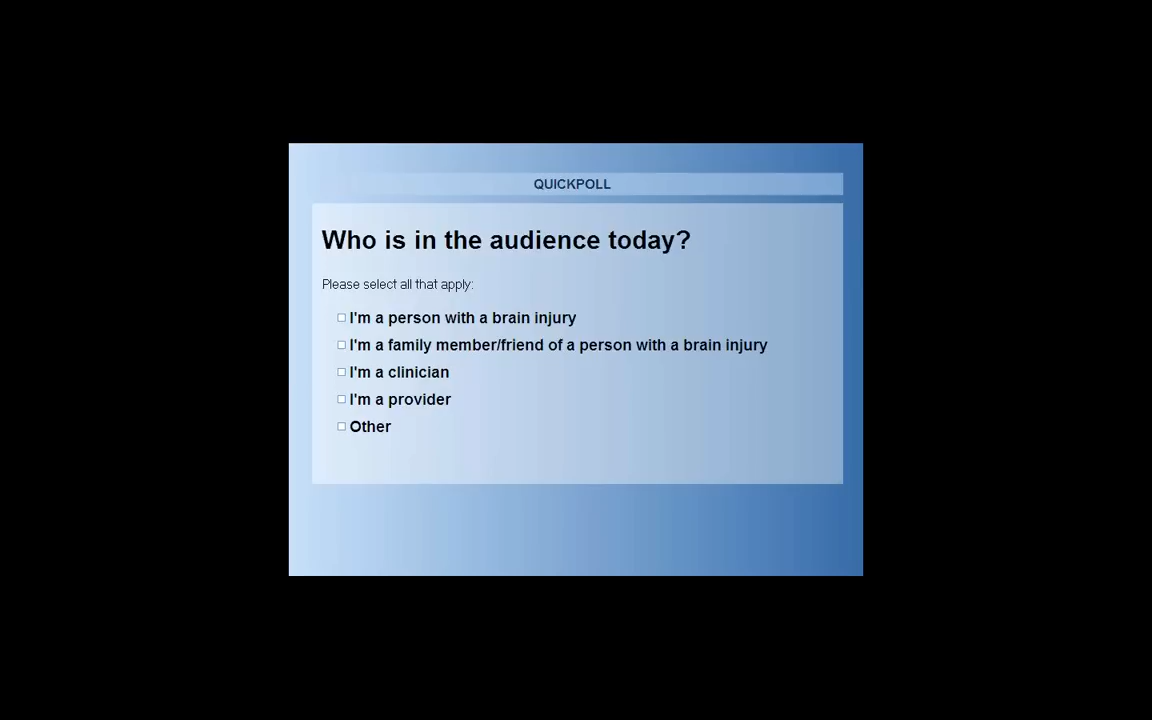 QUICKPOLL
Who is in the audience today?
Please select all that apply:
I'm a person with a brain injury
I'm a family member/friend of a person with a brain injury
I'm a clinician
I'm a provider
Other